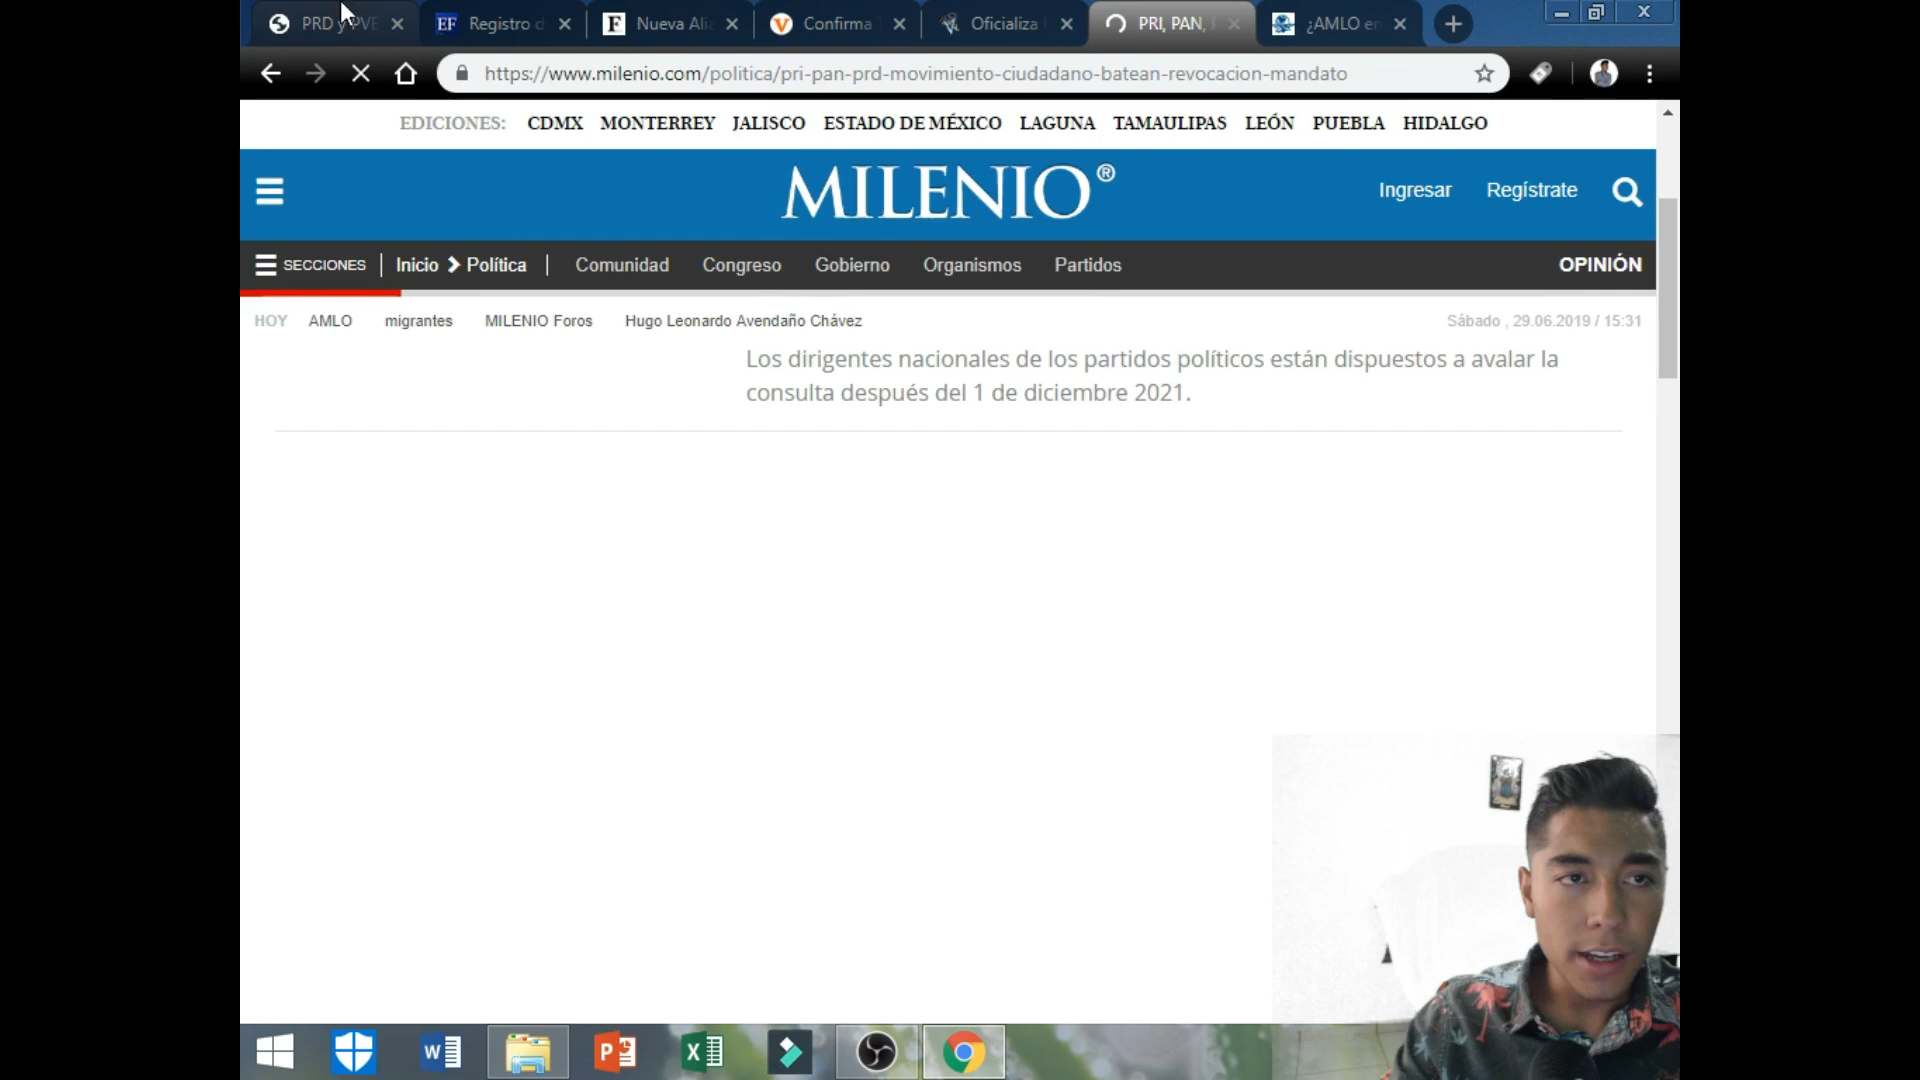 PRD y PVE
Registro d
Nueva Ali
Confirma
Oficializa
PRI, PAN,
¿AMLO en
https://www.milenio.com/politica/pri-pan-prd-movimiento-ciudadano-batean-revocacion-mandato
EDICIONES: CDMX MONTERREY JALISCO ESTADO DE MÉXICO LAGUNA TAMAULIPAS LEÓN PUEBLA HIDALGO
MILENIO®
Ingresar Regístrate
SECCIONES Inicio Política Comunidad Congreso Gobierno Organismos Partidos OPINIÓN
HOY AMLO migrantes MILENIO Foros Hugo Leonardo Avendaño Chávez Sábado , 29.06.2019 / 15:31
Los dirigentes nacionales de los partidos políticos están dispuestos a avalar la
consulta después del 1 de diciembre 2021.